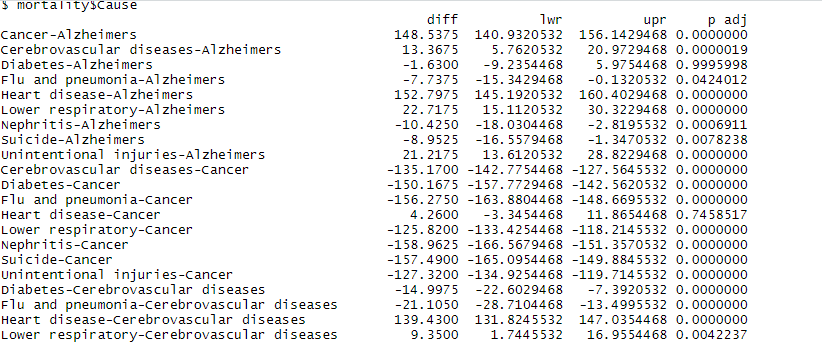 $ mortality$Cause
diff lwr upr p adj
Cancer-Alzheimers 148.5375 140.9320532 156.1429468 0.0000000
Cerebrovascular diseases-Alzheimers 13.3675 5.7620532 20.9729468 0.0000019
Diabetes-Alzheimers -1.6300 -9.2354468 5.9754468 0.9995998
Flu and pneumonia-Alzheimers -7.7375 -15.3429468 -0.1320532 0.0424012
Heart disease-Alzheimers 152.7975 145.1920532 160.4029468 0.0000000
Lower respiratory-Alzheimers 22.7175 15.1120532 30.3229468 0.0000000
Nephritis-Alzheimers -10.4250 -18.0304468 -2.8195532 0.0006911
Suicide-Alzheimers -8.9525 -16.5579468 -1.3470532 0.0078238
Unintentional injuries-Alzheimers 21.2175 13.6120532 28.8229468 0.0000000
Cerebrovascular diseases-Cancer -135.1700 -142.7754468 -127.5645532 0.0000000
Diabetes-Cancer -150.1675 -157.7729468 -142.5620532 0.0000000
Flu and pneumonia-Cancer -156.2750 -163.8804468 -148.6695532 0.0000000
Heart disease-Cancer 4.2600 -3.3454468 11.8654468 0.7458517
Lower respiratory-Cancer -125.8200 -133.4254468 -118.2145532 0.0000000
Nephritis-Cancer -158.9625 -166.5679468 -151.3570532 0.0000000
Suicide-Cancer -157.4900 -165.0954468 -149.8845532 0.0000000
Unintentional injuries-Cancer -127.3200 -134.9254468 -119.7145532 0.0000000
Diabetes-Cerebrovascular diseases -14.9975 -22.6029468 -7.3920532 0.0000000
Flu and pneumonia-Cerebrovascular diseases -21.1050 -28.7104468 -13.4995532 0.0000000
Heart disease-Cerebrovascular diseases 139.4300 131.8245532 147.0354468 0.0000000
Lower respiratory-Cerebrovascular diseases 9.3500 1.7445532 16.9554468 0.0042237